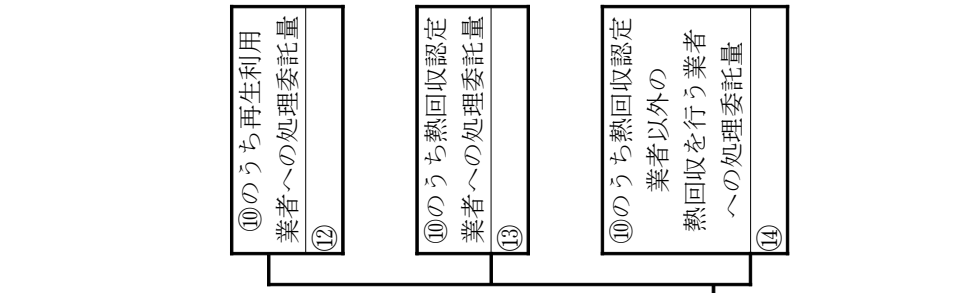 ⑩のうち再生利用
業者への処理委託量
⑫
⑩のうち熱回収認定
業者への処理委託量
⑬
⑩のうち熱回収認定
業者以外の
熱回収を行う業者
への処理委託量
⑭